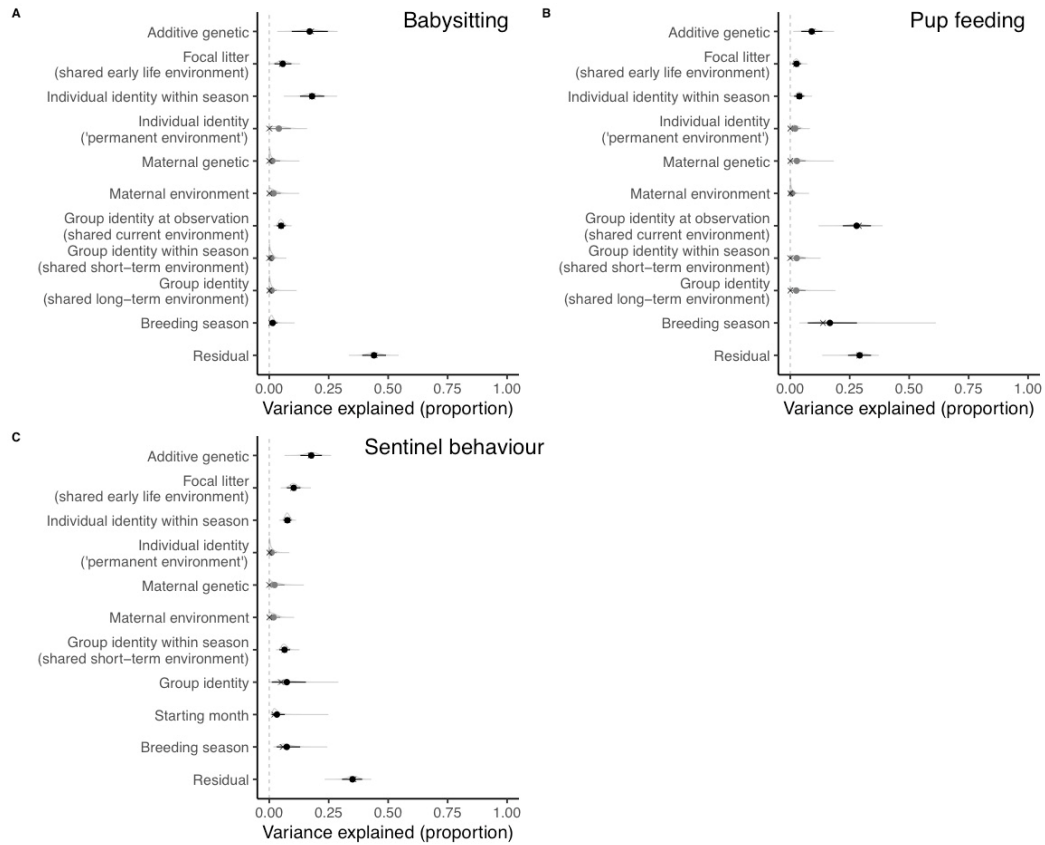 A
Babysitting
Additive genetic
Focal litter
(shared early life environment)
Individual identity within season
Individual identity
('permanent environment')
Maternal genetic
Maternal environment
Group identity at observation
(shared current environment)
Group identity within season
(shared short−term environment)
Group identity
(shared long−term environment)
Breeding season
Residual
0.00 0.25 0.50 0.75 1.00
Variance explained (proportion)
B
Pup feeding
Additive genetic
Focal litter
(shared early life environment)
Individual identity within season
Individual identity
('permanent environment')
Maternal genetic
Maternal environment
Group identity at observation
(shared current environment)
Group identity within season
(shared short−term environment)
Group identity
(shared long−term environment)
Breeding season
Residual
0.00 0.25 0.50 0.75 1.00
Variance explained (proportion)
C
Sentinel behaviour
Additive genetic
Focal litter
(shared early life environment)
Individual identity within season
Individual identity
('permanent environment')
Maternal genetic
Maternal environment
Group identity within season
(shared short−term environment)
Group identity
Starting month
Breeding season
Residual
0.00 0.25 0.50 0.75 1.00
Variance explained (proportion)